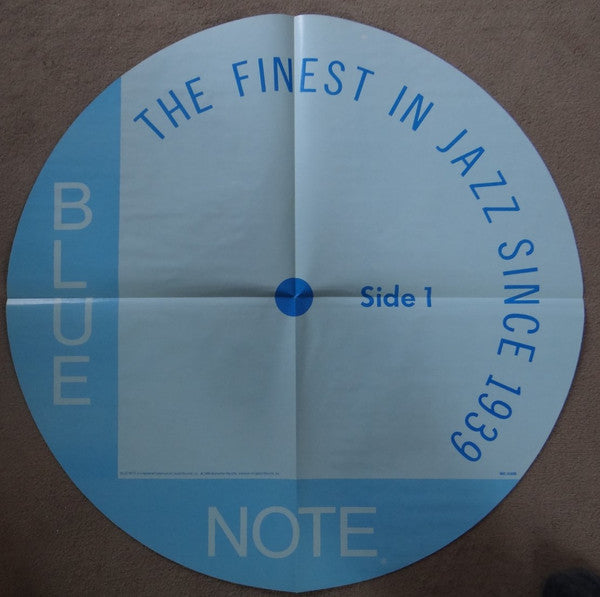 THE FINEST IN JAZZ SINCE 1939
BLUE
Side 1
NOTE